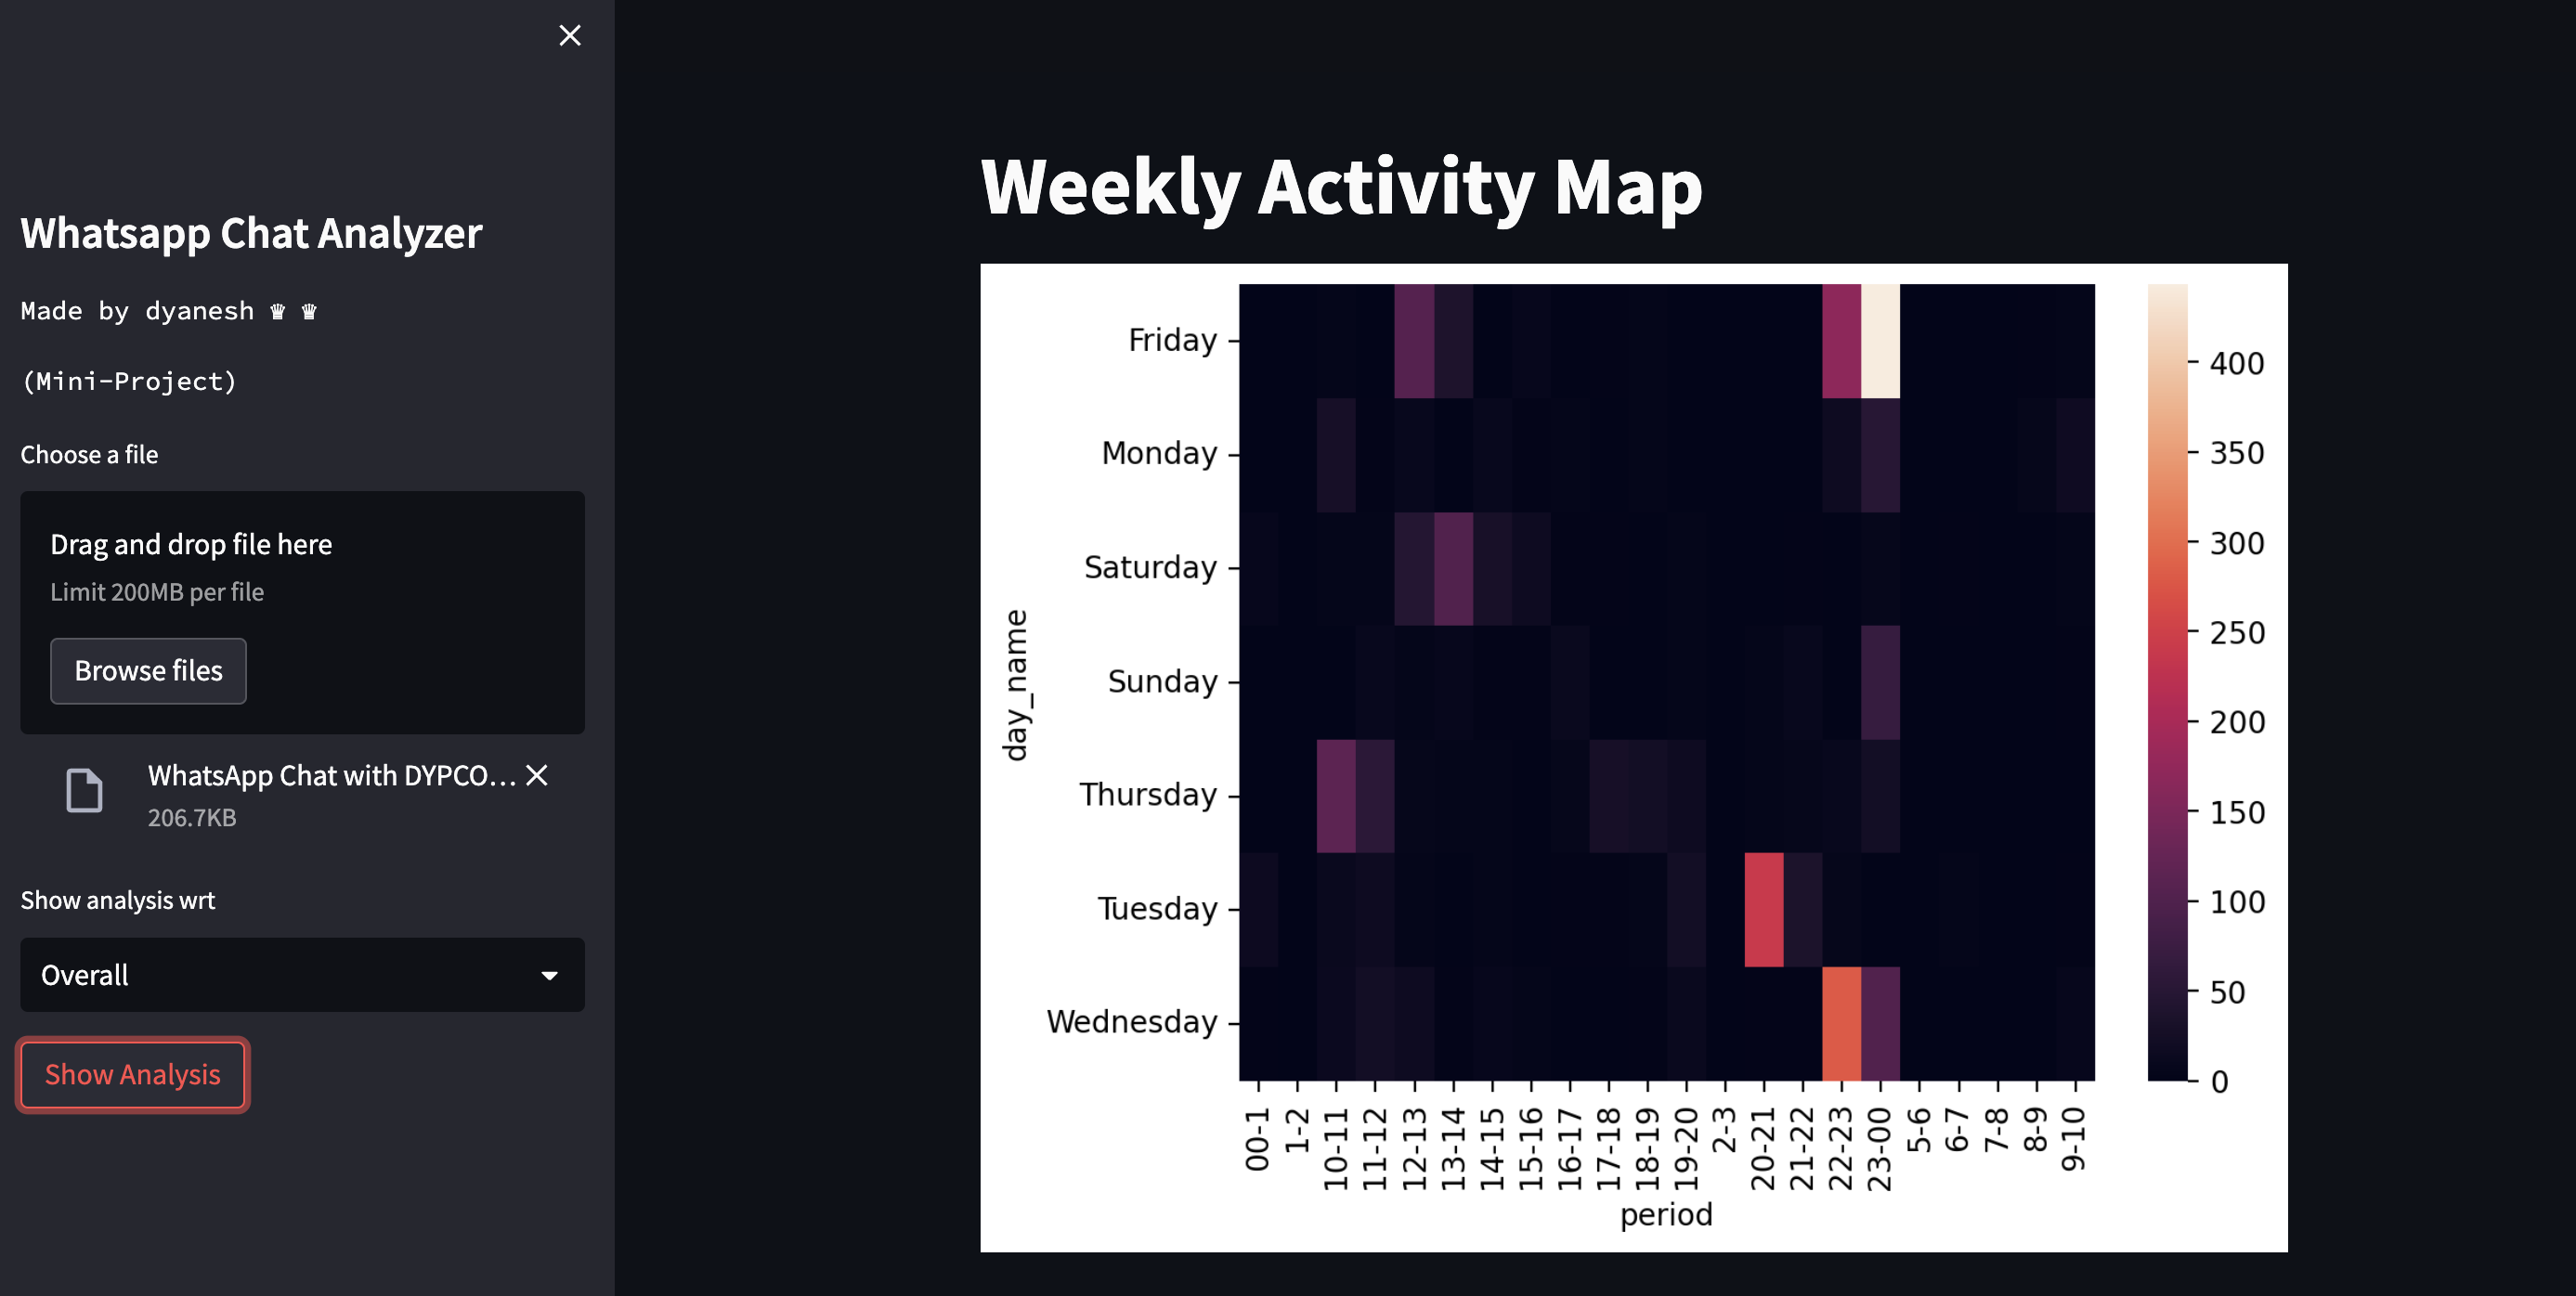 Whatsapp Chat Analyzer
Made by dyanesh ♛ ♛
(Mini-Project)
Choose a file
Drag and drop file here
Limit 200MB per file
Browse files
WhatsApp Chat with DYPCO...
206.7KB
Show analysis wrt
Overall
Show Analysis
Weekly Activity Map
day_name
Friday
Monday
Saturday
Sunday
Thursday
Tuesday
Wednesday
00-1
1-2
10-11
11-12
12-13
13-14
14-15
15-16
16-17
17-18
18-19
19-20
2-3
20-21
21-22
22-23
23-00
5-6
6-7
7-8
8-9
9-10
period
400
350
300
250
200
150
100
50
0